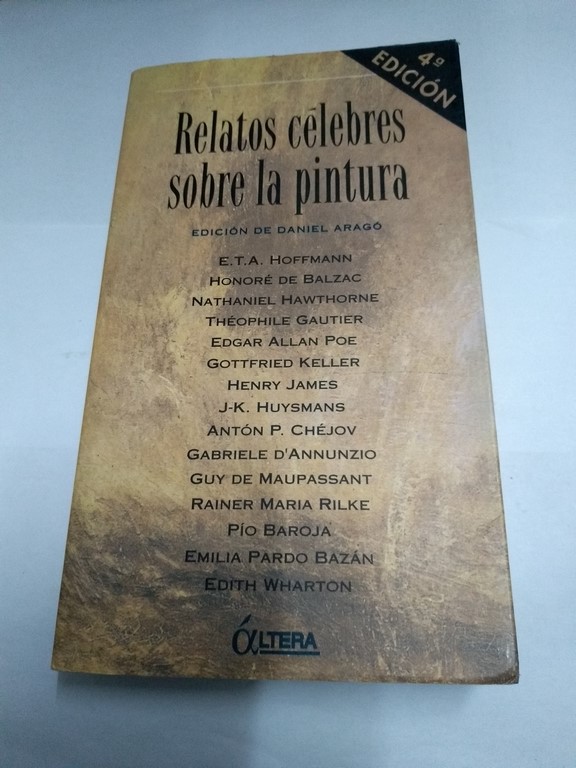 4ª
EDICIÓN
Relatos célebres
sobre la pintura
EDICIÓN DE DANIEL ARAGÓ
E.T.A. HOFFMANN
HONORÉ DE BALZAC
NATHANIEL HAWTHORNE
THÉOPHILE GAUTIER
EDGAR ALLAN POE
GOTTFRIED KELLER
HENRY JAMES
J-K. HUYSMANS
ANTÓN P. CHÉJOV
GABRIELE D'ANNUNZIO
GUY DE MAUPASSANT
RAINER MARIA RILKE
PÍO BAROJA
EMILIA PARDO BAZÁN
EDITH WHARTON
ÁLTERA